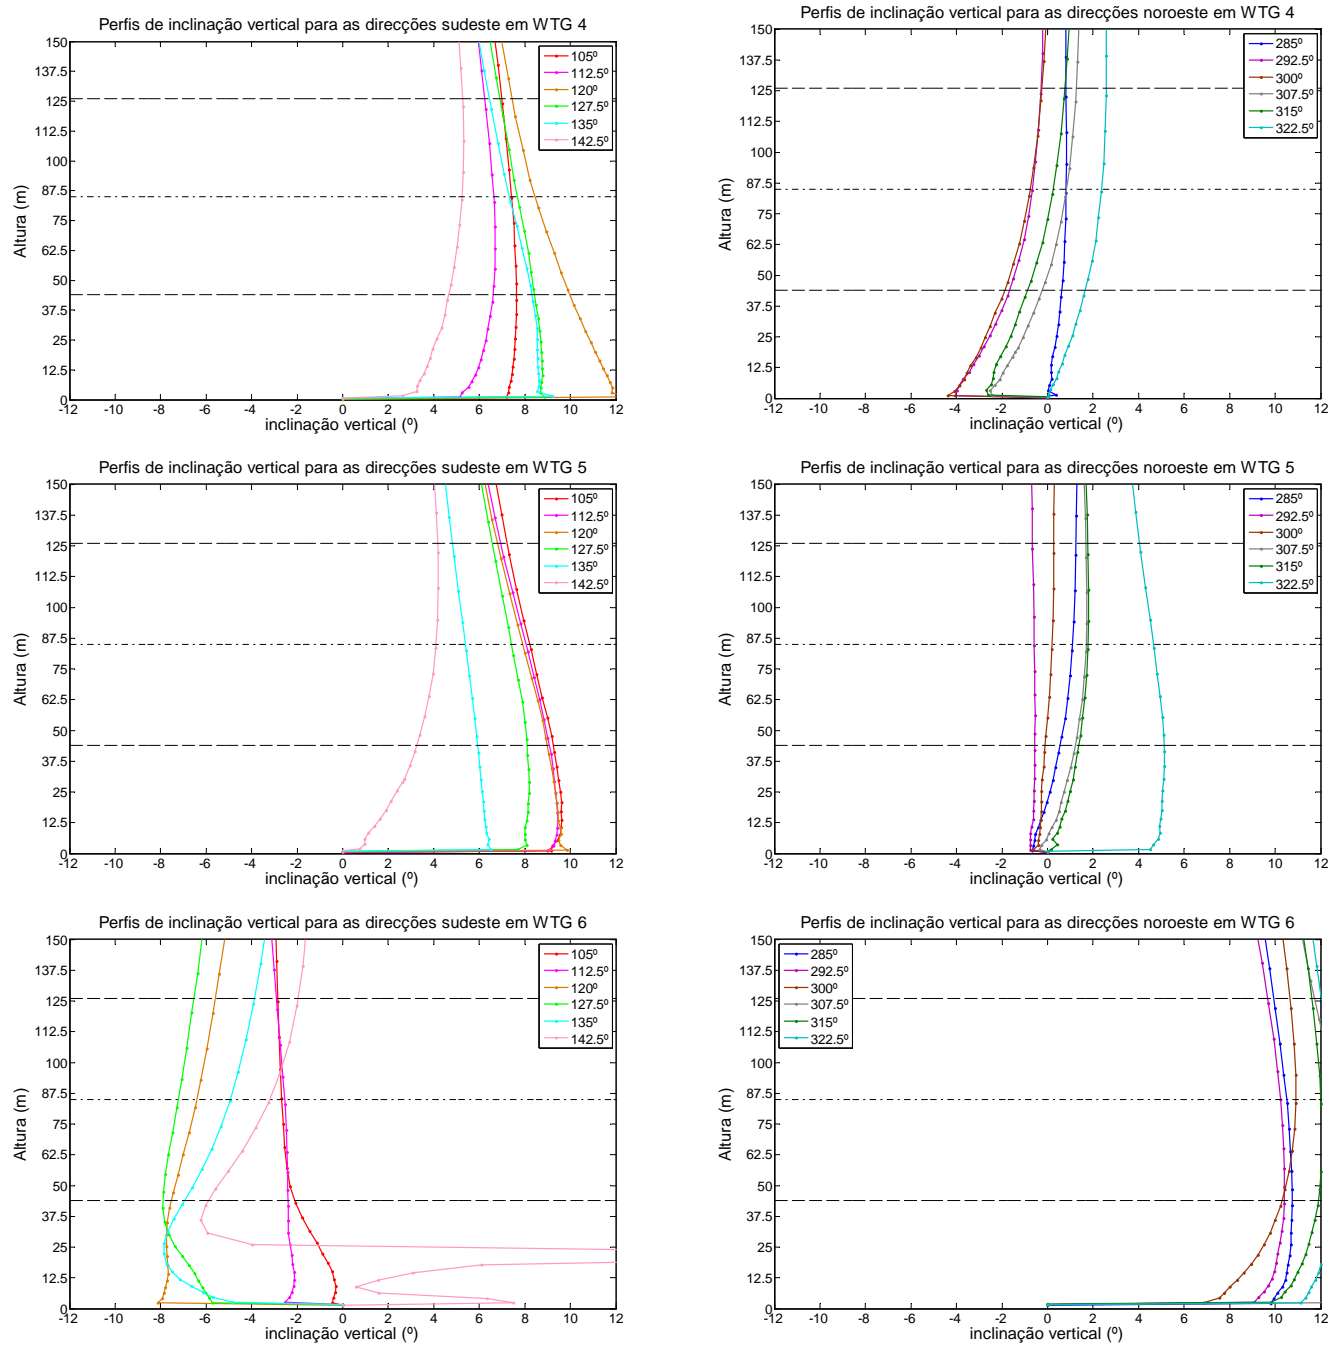 Perfis de inclinação vertical para as direcções sudeste em WTG 4
150
137.5
125
112.5
100
87.5
75
62.5
50
37.5
25
12.5
0
Altura (m)
105º
112.5º
120º
127.5º
135º
142.5º
-12 -10 -8 -6 -4 -2 0 2 4 6 8 10 12
inclinação vertical (º)
Perfis de inclinação vertical para as direcções noroeste em WTG 4
150
137.5
125
112.5
100
87.5
75
62.5
50
37.5
25
12.5
0
Altura (m)
285º
292.5º
300º
307.5º
315º
322.5º
-12 -10 -8 -6 -4 -2 0 2 4 6 8 10 12
inclinação vertical (º)
Perfis de inclinação vertical para as direcções sudeste em WTG 5
150
137.5
125
112.5
100
87.5
75
62.5
50
37.5
25
12.5
0
Altura (m)
105º
112.5º
120º
127.5º
135º
142.5º
-12 -10 -8 -6 -4 -2 0 2 4 6 8 10 12
inclinação vertical (º)
Perfis de inclinação vertical para as direcções noroeste em WTG 5
150
137.5
125
112.5
100
87.5
75
62.5
50
37.5
25
12.5
0
Altura (m)
285º
292.5º
300º
307.5º
315º
322.5º
-12 -10 -8 -6 -4 -2 0 2 4 6 8 10 12
inclinação vertical (º)
Perfis de inclinação vertical para as direcções sudeste em WTG 6
150
137.5
125
112.5
100
87.5
75
62.5
50
37.5
25
12.5
0
Altura (m)
105º
112.5º
120º
127.5º
135º
142.5º
-12 -10 -8 -6 -4 -2 0 2 4 6 8 10 12
inclinação vertical (º)
Perfis de inclinação vertical para as direcções noroeste em WTG 6
150
137.5
125
112.5
100
87.5
75
62.5
50
37.5
25
12.5
0
Altura (m)
285º
292.5º
300º
307.5º
315º
322.5º
-12 -10 -8 -6 -4 -2 0 2 4 6 8 10 12
inclinação vertical (º)